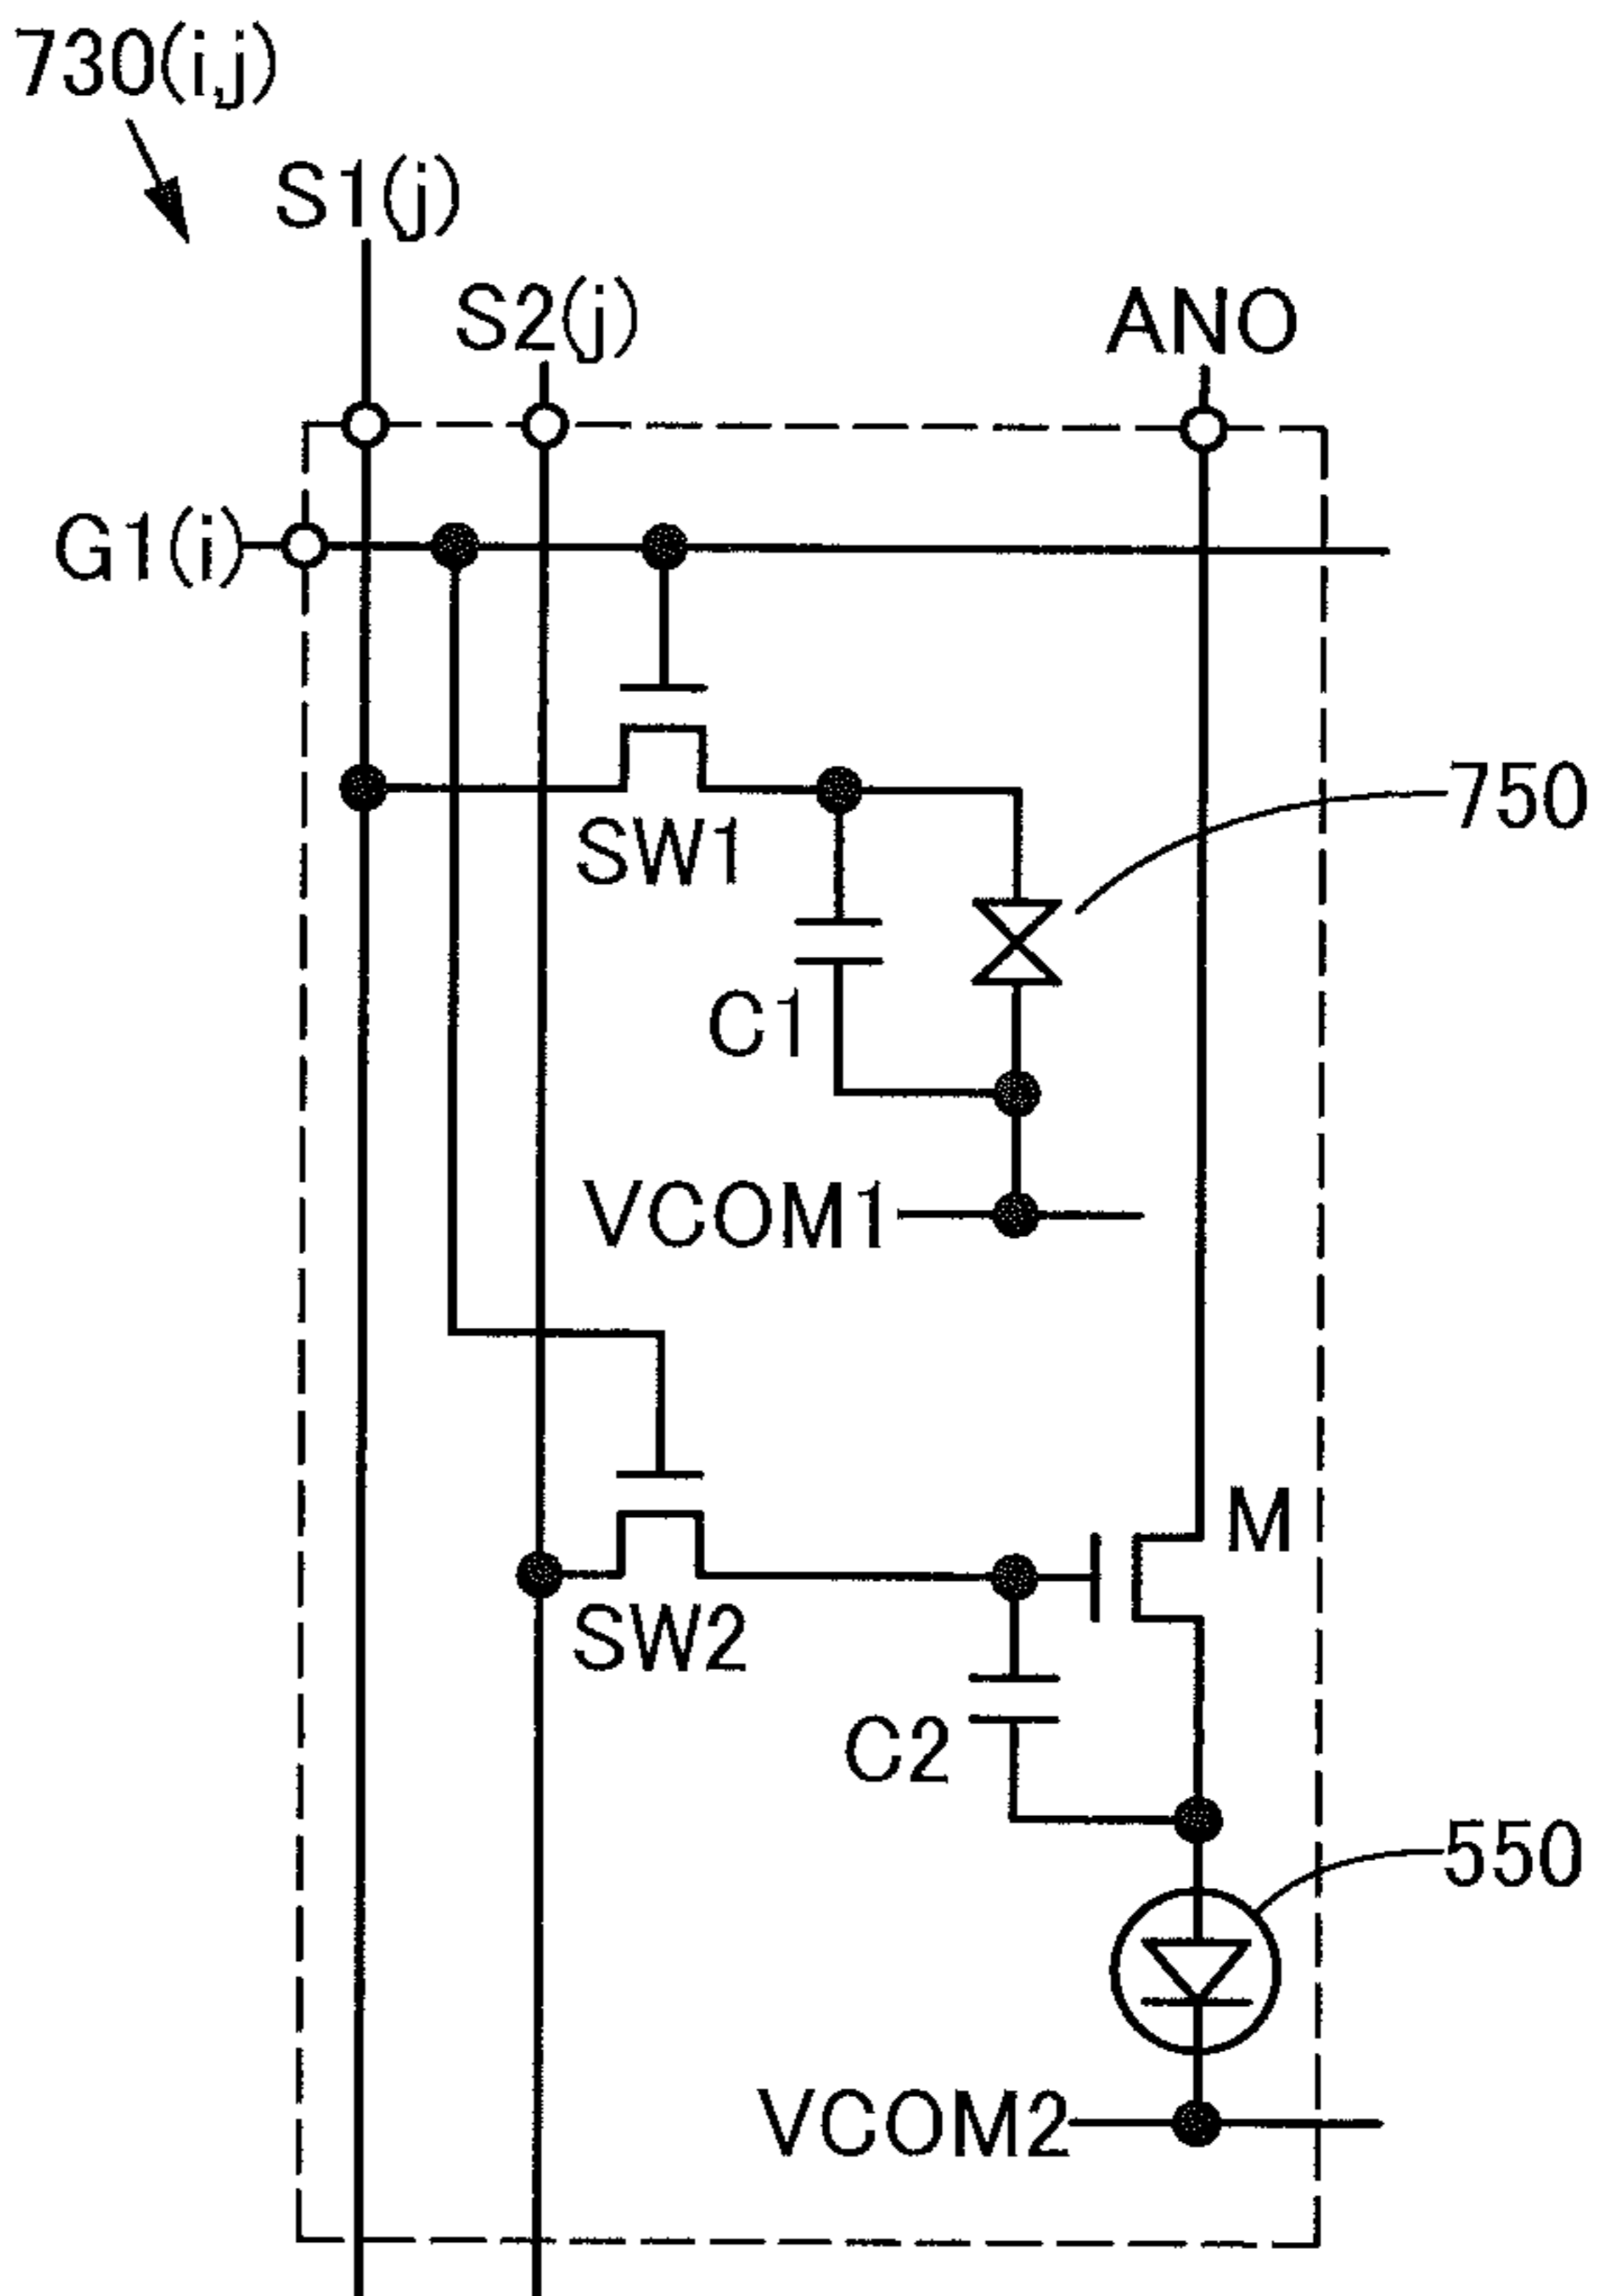 730(i,j)
S1(j)
S2(j)
ANO
G1(i)
750
SW1
C1
VCOM1
M
SW2
C2
550
VCOM2